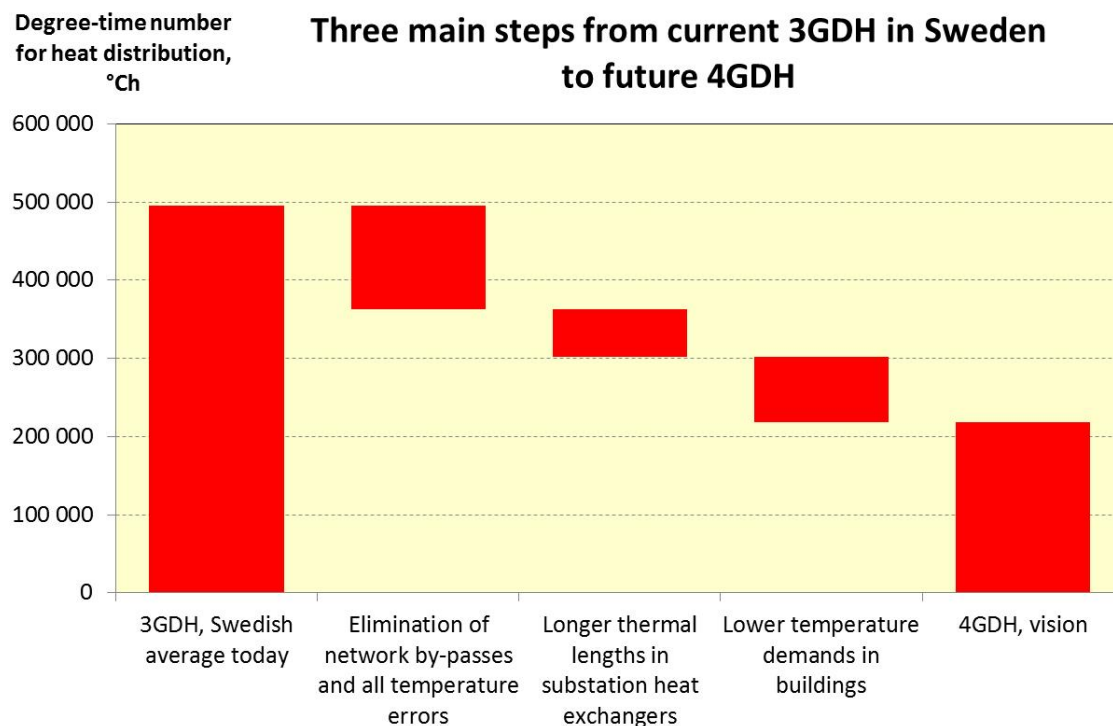 Degree-time number
for heat distribution,
°Ch
Three main steps from current 3GDH in Sweden
to future 4GDH
600 000
500 000
400 000
300 000
200 000
100 000
0
3GDH, Swedish
average today
Elimination of
network by-passes
and all temperature
errors
Longer thermal
lengths in
substation heat
exchangers
Lower temperature
demands in
buildings
4GDH, vision